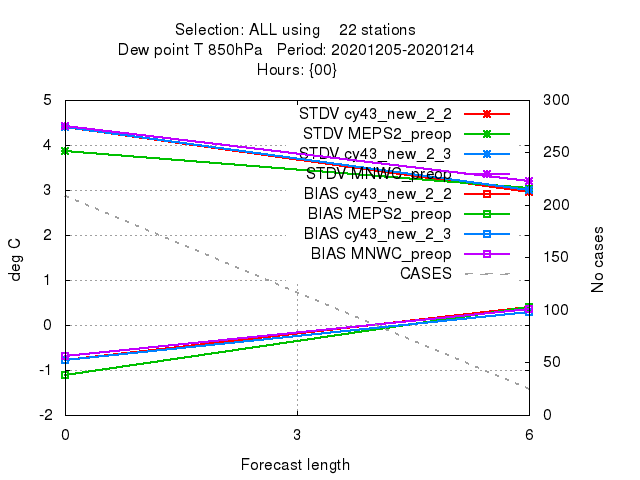 Selection: ALL using 22 stations
Dew point T 850hPa Period: 20201205-20201214
Hours: {00}
5 300
STDV cy43_new_2_2
STDV MEPS2_preop
4 250
STDV cy43_new_2_3
STDV MNWC_preop
3 200
BIAS cy43_new_2_2
BIAS MEPS2_preop
2 150
BIAS cy43_new_2_3
BIAS MNWC_preop
deg C
No cases
CASES
1
0 100
-1 50
-2 0
0 3 6
Forecast length